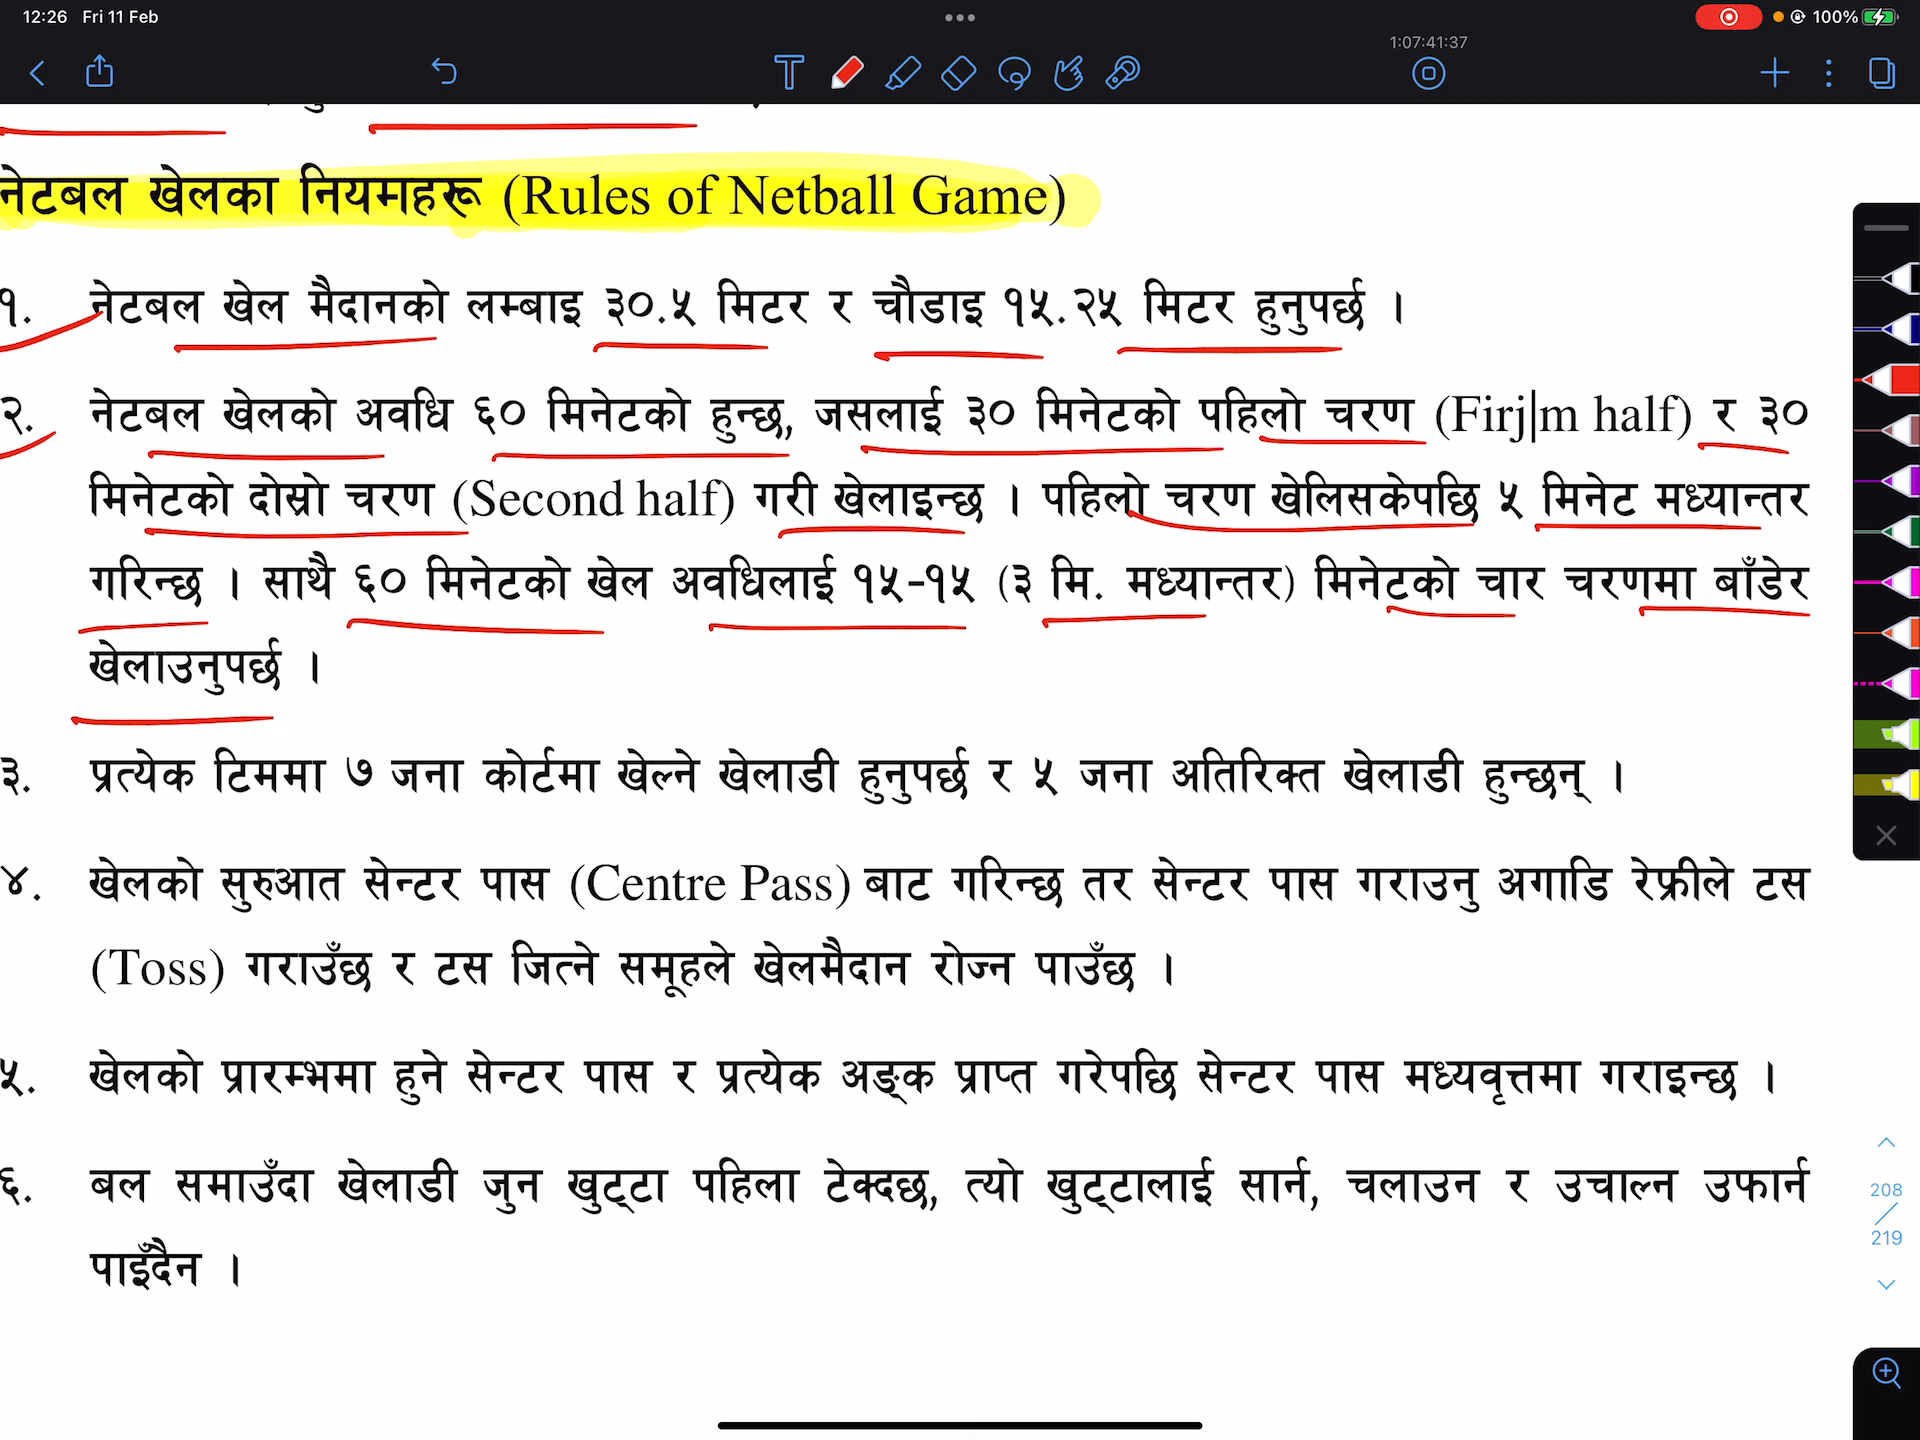 12:26 Fri 11 Feb
100%
1:07:41:37
नेटबल खेलका नियमहरू (Rules of Netball Game)
१. नेटबल खेल मैदानको लम्बाइ ३०.५ मिटर र चौडाइ १५.२५ मिटर हुनुपर्छ ।
२. नेटबल खेलको अवधि ६० मिनेटको हुन्छ, जसलाई ३० मिनेटको पहिलो चरण (Firj|m half) र ३०
मिनेटको दोस्रो चरण (Second half) गरी खेलाइन्छ । पहिलो चरण खेलिसकेपछि ५ मिनेट मध्यान्तर
गरिन्छ । साथै ६० मिनेटको खेल अवधिलाई १५-१५ (३ मि. मध्यान्तर) मिनेटको चार चरणमा बाँडेर
खेलाउनुपर्छ ।
३. प्रत्येक टिममा ७ जना कोर्टमा खेल्ने खेलाडी हुनुपर्छ र ५ जना अतिरिक्त खेलाडी हुन्छन् ।
४. खेलको सुरुआत सेन्टर पास (Centre Pass) बाट गरिन्छ तर सेन्टर पास गराउनु अगाडि रेफ्रीले टस
(Toss) गराउँछ र टस जित्ने समूहले खेलमैदान रोज्न पाउँछ ।
५. खेलको प्रारम्भमा हुने सेन्टर पास र प्रत्येक अङ्क प्राप्त गरेपछि सेन्टर पास मध्यवृत्तमा गराइन्छ ।
६. बल समाउँदा खेलाडी जुन खुट्टा पहिला टेक्दछ, त्यो खुट्टालाई सार्न, चलाउन र उचाल्न उफार्न
पाइँदैन ।
208
219